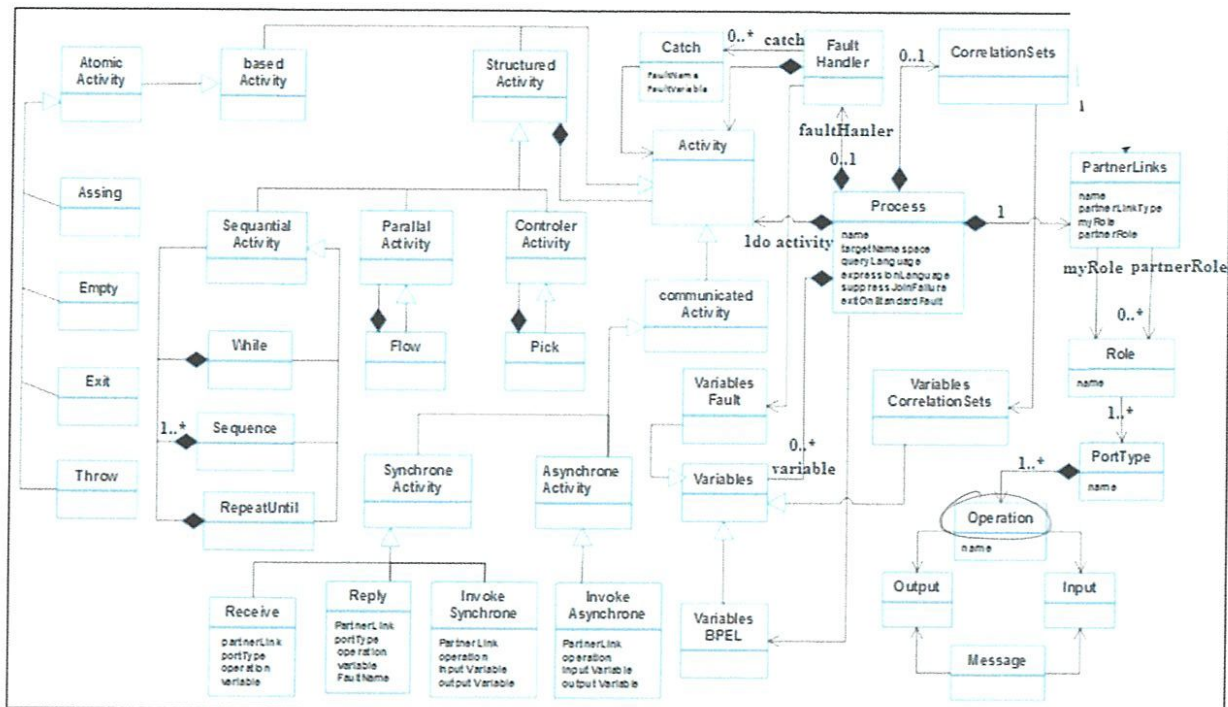 Atomic
Activity
based
Activity
Structured
Activity
Catch
FaultName
FaultVariable
0..* catch
Fault
Handler
0..1
CorrelationSets
1
faultHanler
0..1
Activity
PartnerLinks
name
partnerLinkType
myRole
partnerRole
Assing
Sequantial
Activity
Parallal
Activity
Controler
Activity
1do activity
Process
name
targetNamespace
queryLanguage
expressionLanguage
suppressJoinFailure
extOnStandardFault
1
myRole partnerRole
Empty
communicated
Activity
0..*
While
Flow
Pick
Role
name
Exit
Variables
Fault
Variables
CorrelationSets
1..*
Sequence
1..*
0..*
variable
PortType
name
Throw
Synchrone
Activity
Asynchrone
Activity
Variables
1..*
RepeatUntil
Operation
name
Output
Input
Receive
partnerLink
portType
operation
variable
Reply
PartnerLink
portType
operation
variable
FaultName
Invoke
Synchrone
PartnerLink
operation
Input Variable
output Variable
Invoke
Asynchrone
PartnerLink
operation
Input Variable
output Variable
Variables
BPEL
Message